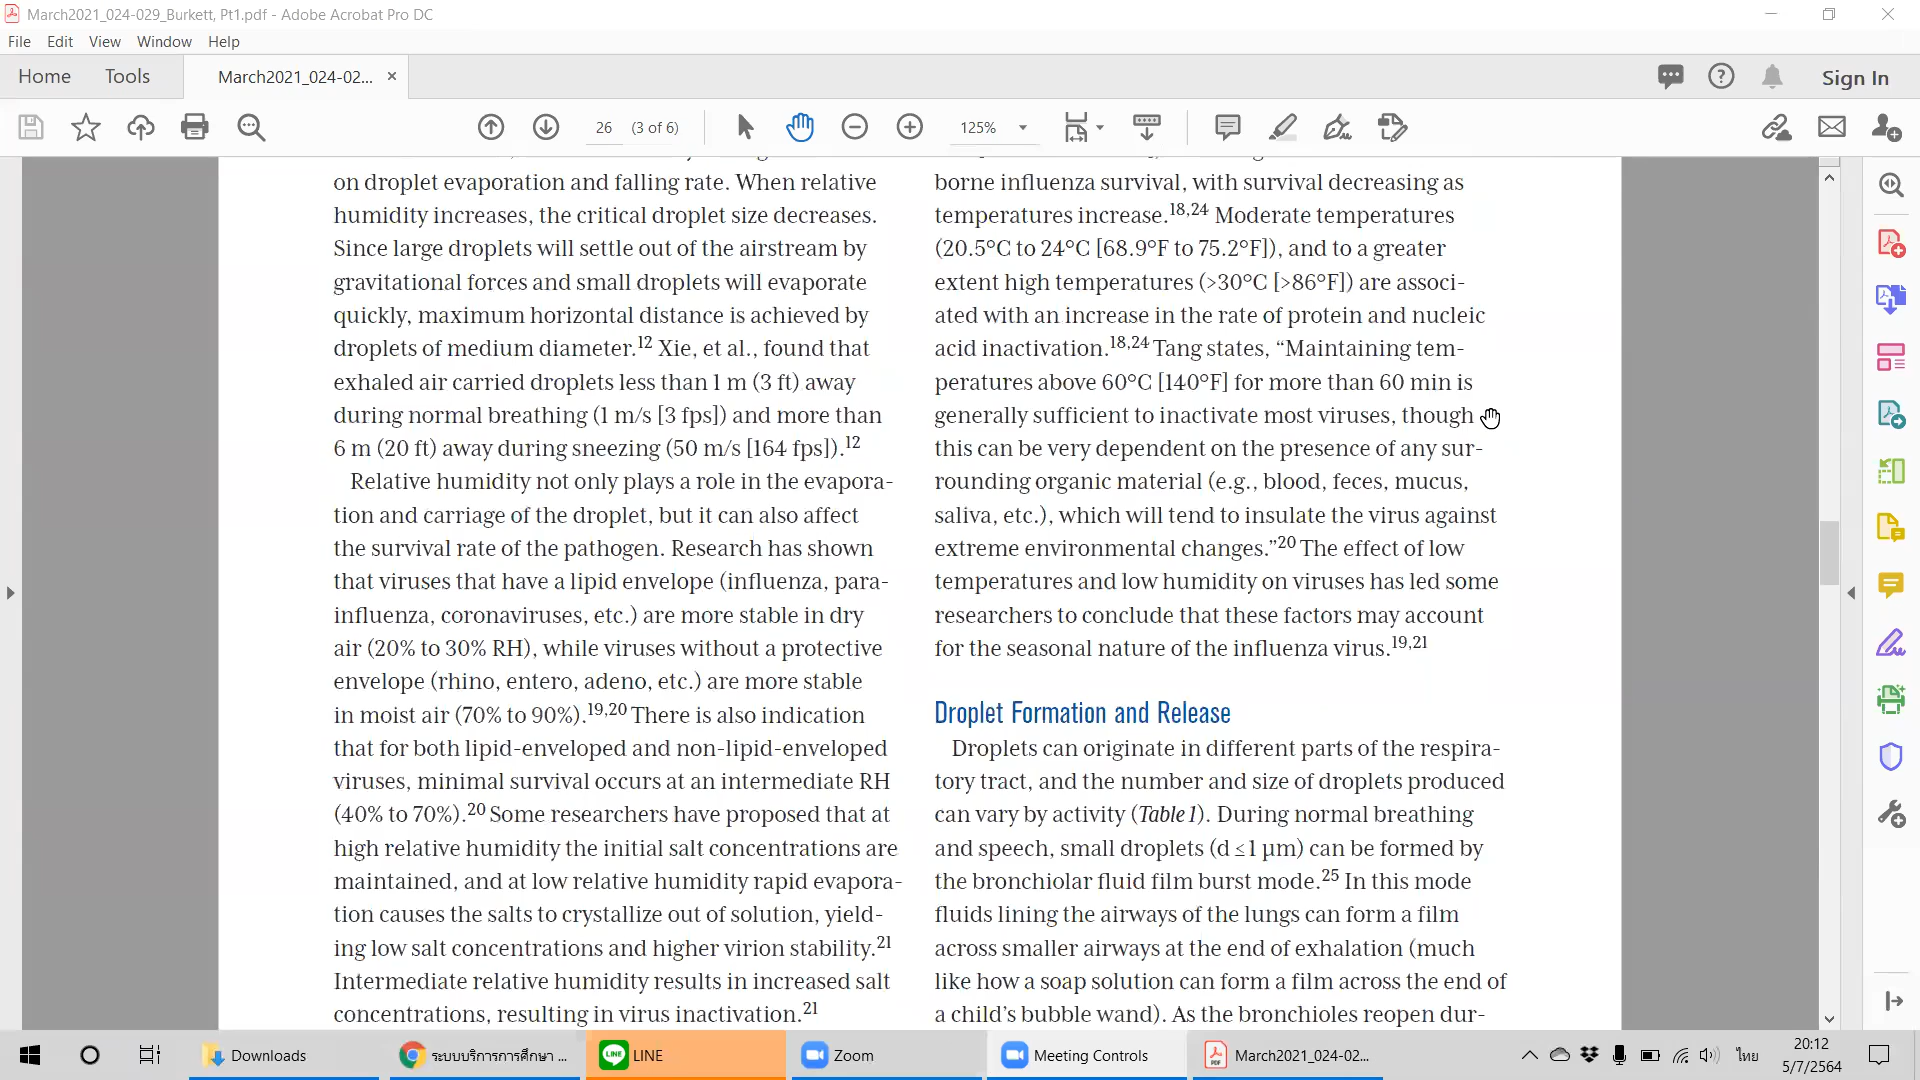 March2021_024-029_Burkett, Pt1.pdf - Adobe Acrobat Pro DC
File Edit View Window Help
Home Tools March2021_024-02... × Sign In
26 (3 of 6) 125%
on droplet evaporation and falling rate. When relative
humidity increases, the critical droplet size decreases.
Since large droplets will settle out of the airstream by
gravitational forces and small droplets will evaporate
quickly, maximum horizontal distance is achieved by
droplets of medium diameter.12 Xie, et al., found that
exhaled air carried droplets less than 1 m (3 ft) away
during normal breathing (1 m/s [3 fps]) and more than
6 m (20 ft) away during sneezing (50 m/s [164 fps]).12
Relative humidity not only plays a role in the evapora-
tion and carriage of the droplet, but it can also affect
the survival rate of the pathogen. Research has shown
that viruses that have a lipid envelope (influenza, para-
influenza, coronaviruses, etc.) are more stable in dry
air (20% to 30% RH), while viruses without a protective
envelope (rhino, entero, adeno, etc.) are more stable
in moist air (70% to 90%).19,20 There is also indication
that for both lipid-enveloped and non-lipid-enveloped
viruses, minimal survival occurs at an intermediate RH
(40% to 70%).20 Some researchers have proposed that at
high relative humidity the initial salt concentrations are
maintained, and at low relative humidity rapid evapora-
tion causes the salts to crystallize out of solution, yield-
ing low salt concentrations and higher virion stability.21
Intermediate relative humidity results in increased salt
concentrations, resulting in virus inactivation.21
borne influenza survival, with survival decreasing as
temperatures increase.18,24 Moderate temperatures
(20.5°C to 24°C [68.9°F to 75.2°F]), and to a greater
extent high temperatures (>30°C [>86°F]) are associ-
ated with an increase in the rate of protein and nucleic
acid inactivation.18,24 Tang states, “Maintaining tem-
peratures above 60°C [140°F] for more than 60 min is
generally sufficient to inactivate most viruses, though
this can be very dependent on the presence of any sur-
rounding organic material (e.g., blood, feces, mucus,
saliva, etc.), which will tend to insulate the virus against
extreme environmental changes.”20 The effect of low
temperatures and low humidity on viruses has led some
researchers to conclude that these factors may account
for the seasonal nature of the influenza virus.19,21
Droplet Formation and Release
Droplets can originate in different parts of the respira-
tory tract, and the number and size of droplets produced
can vary by activity (Table 1). During normal breathing
and speech, small droplets (d ≤1 µm) can be formed by
the bronchiolar fluid film burst mode.25 In this mode
fluids lining the airways of the lungs can form a film
across smaller airways at the end of exhalation (much
like how a soap solution can form a film across the end of
a child’s bubble wand). As the bronchioles reopen dur-
Downloads ระบบบริการการศึกษา ... LINE Zoom Meeting Controls March2021_024-02... ไทย 20:12
5/7/2564